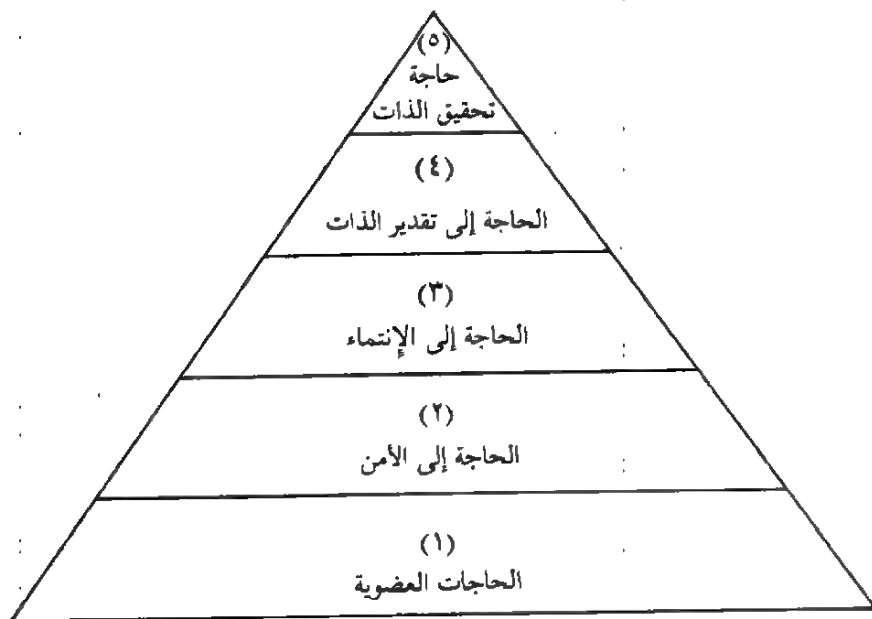 (٥)
حاجة
تحقيق الذات
(٤)
الحاجة إلى تقدير الذات
(٣)
الحاجة إلى الإنتماء
(٢)
الحاجة إلى الأمن
(١)
الحاجات العضوية